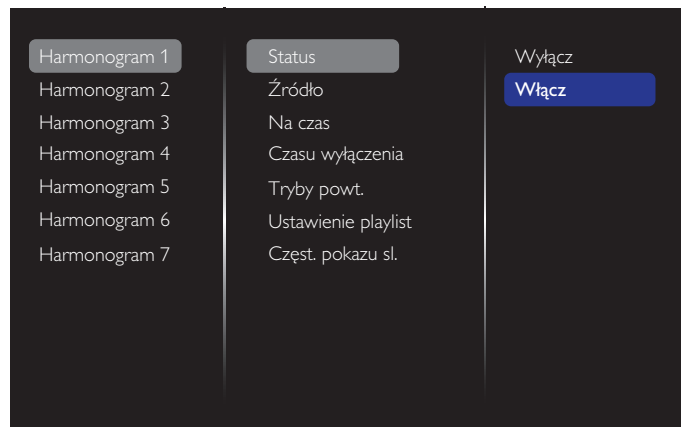 Harmonogram 1
Harmonogram 2
Harmonogram 3
Harmonogram 4
Harmonogram 5
Harmonogram 6
Harmonogram 7
Status
Źródło
Na czas
Czasu wyłączenia
Tryby powt.
Ustawienie playlist
Częst. pokazu sl.
Wyłącz
Włącz